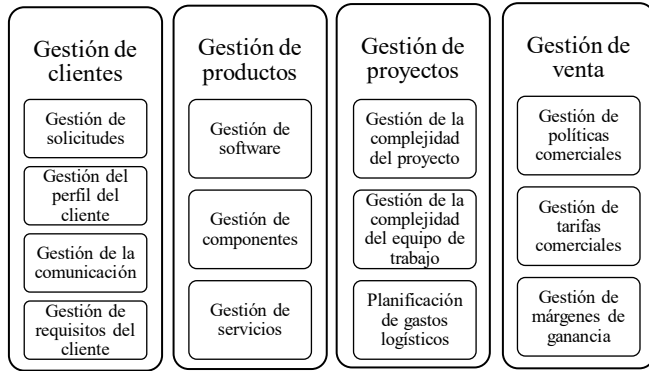 Gestión de
clientes
Gestión de
solicitudes
Gestión del
perfil del
cliente
Gestión de la
comunicación
Gestión de
requisitos del
cliente
Gestión de
productos
Gestión de
software
Gestión de
componentes
Gestión de
servicios
Gestión de
proyectos
Gestión de la
complejidad
del proyecto
Gestión de la
complejidad
del equipo de
trabajo
Planificación
de gastos
logísticos
Gestión de
venta
Gestión de
políticas
comerciales
Gestión de
tarifas
comerciales
Gestión de
márgenes de
ganancia